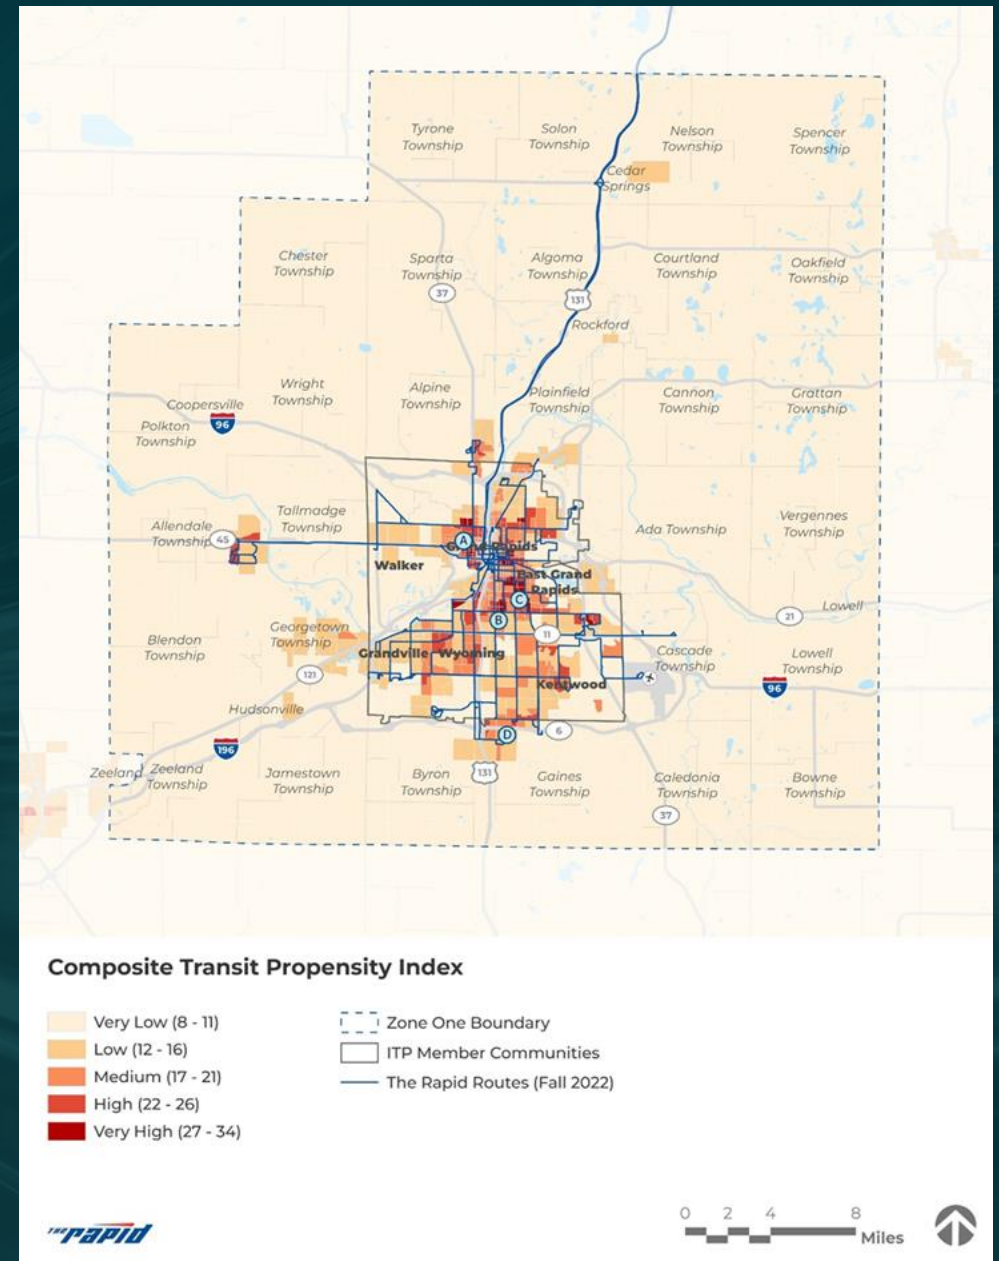 Tyrone
Township
Solon
Township
Nelson
Township
Spencer
Township
Cedar
Springs
Chester
Township
Sparta
Township
37
Algoma
Township
131
Courtland
Township
Oakfield
Township
Rockford
Wright
Township
Alpine
Township
Plainfield
Township
Cannon
Township
Grattan
Township
Coopersville
96
Polkton
Township
Allendale
Township
45
Tallmadge
Township
A
Grand Rapids
Ada Township
Vergennes
Township
Walker
East Grand
Rapids
C
B
11
21
Lowell
Blendon
Township
Georgetown
Township
121
Grandville
Wyoming
Kentwood
Cascade
Township
Lowell
Township
96
Hudsonville
196
D
6
Zeeland
Zeeland
Township
Jamestown
Township
Byron
Township
131
Gaines
Township
Caledonia
Township
37
Bowne
Township
Composite Transit Propensity Index
Very Low (8 - 11)
Low (12 - 16)
Medium (17 - 21)
High (22 - 26)
Very High (27 - 34)
Zone One Boundary
ITP Member Communities
The Rapid Routes (Fall 2022)
THE rapid
0 2 4 8
Miles